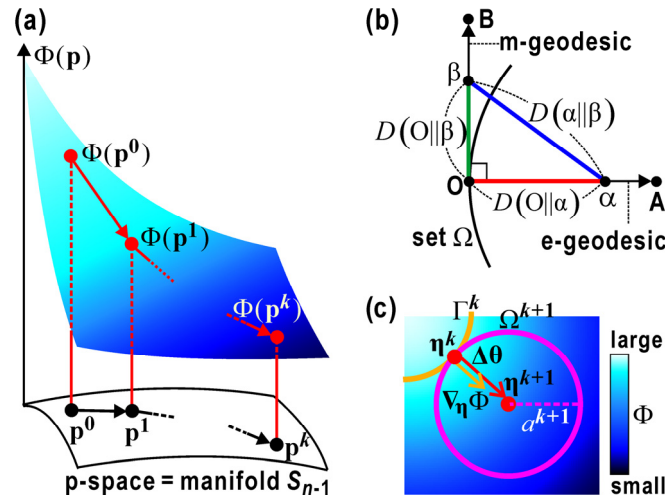 (a)
Φ(p)
Φ(p⁰)
Φ(p¹)
Φ(pᵏ)
p⁰
p¹
pᵏ
p-space = manifold Sₙ₋₁
(b)
B
m-geodesic
β
D(O||β)
D(α||β)
O
D(O||α)
α
A
set Ω
e-geodesic
(c)
Γᵏ
Ωᵏ⁺¹
ηᵏ
Δθ
ηᵏ⁺¹
∇ηΦ
aᵏ⁺¹
large
Φ
small